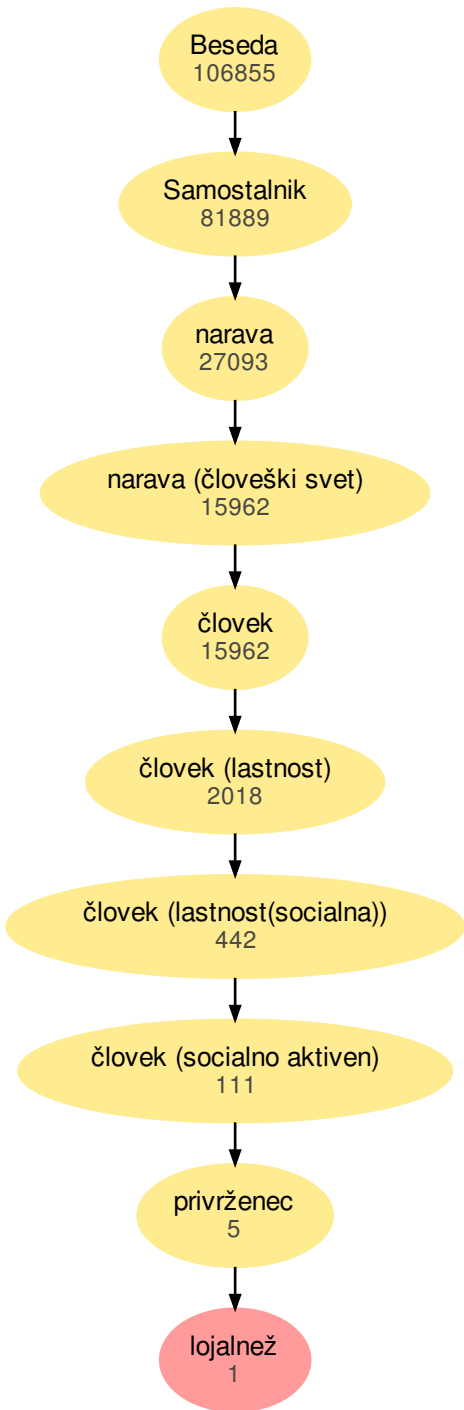 Beseda
106855
Samostalnik
81889
narava
27093
narava (človeški svet)
15962
človek
15962
človek (lastnost)
2018
človek (lastnost(socialna))
442
človek (socialno aktiven)
111
privrženec
5
lojalnež
1